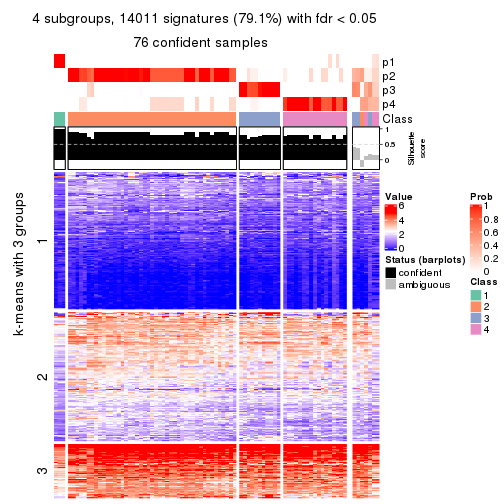 4 subgroups, 14011 signatures (79.1%) with fdr < 0.05
76 confident samples
p1
p2
p3
p4
Class
1
0.5
0
Silhouette
score
k-means with 3 groups
1
2
3
Value
6
4
2
0
Status (barplots)
confident
ambiguous
Prob
1
0.8
0.6
0.4
0.2
0
Class
1
2
3
4